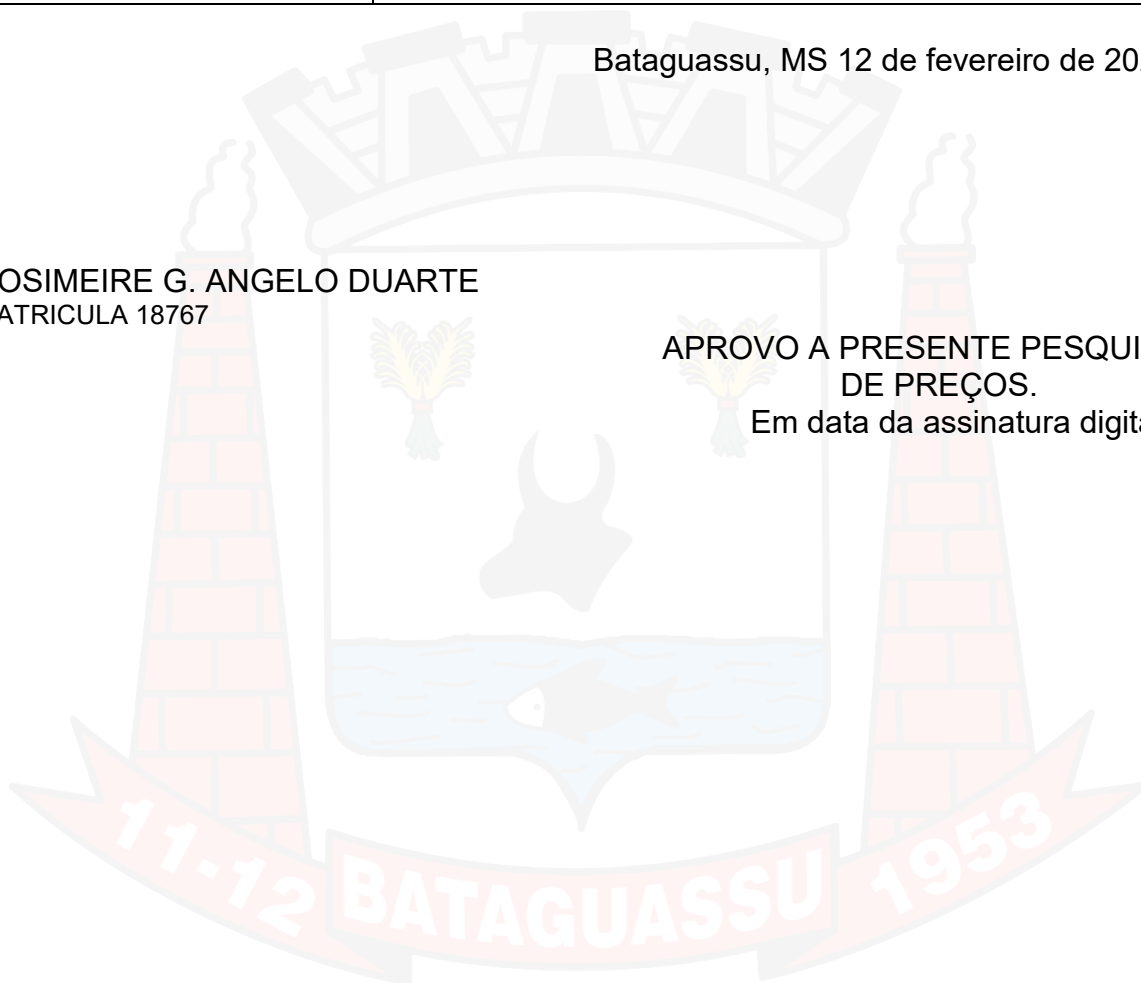 Bataguassu, MS 12 de fevereiro de 20
OSIMEIRE G. ANGELO DUARTE
ATRICULA 18767
APROVO A PRESENTE PESQUI
DE PREÇOS.
Em data da assinatura digita
11-12 BATAGUASSU 1953